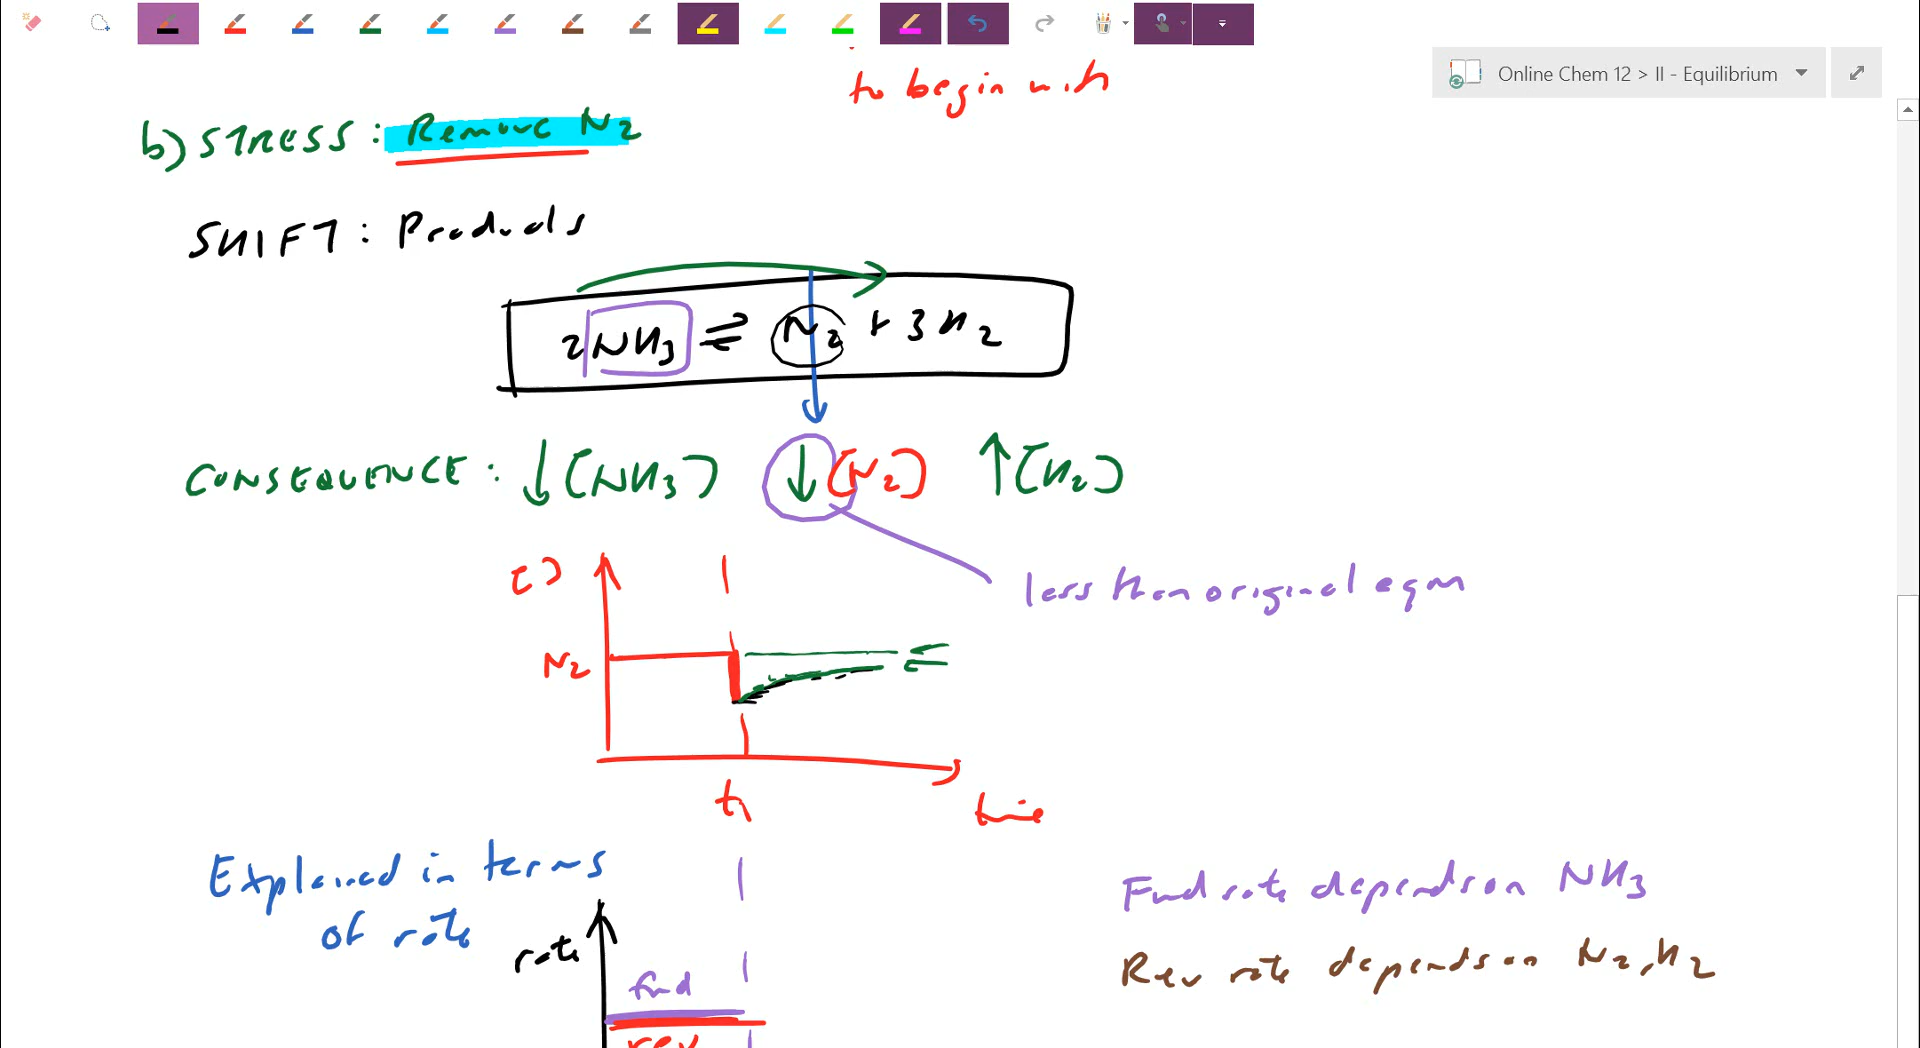 Online Chem 12 > II - Equilibrium
to begin with
b) STRESS: Remove N2
SHIFT: Products
2NH3 ⇌ N2 + 3H2
CONSEQUENCE: ↓[NH3] ↓[N2] ↑[H2]
[ ]
less than original eqm
N2
t1
time
Explained in terms
of rate
Fwd rate depends on NH3
rate
Rev rate depends on N2, H2
fwd
rev